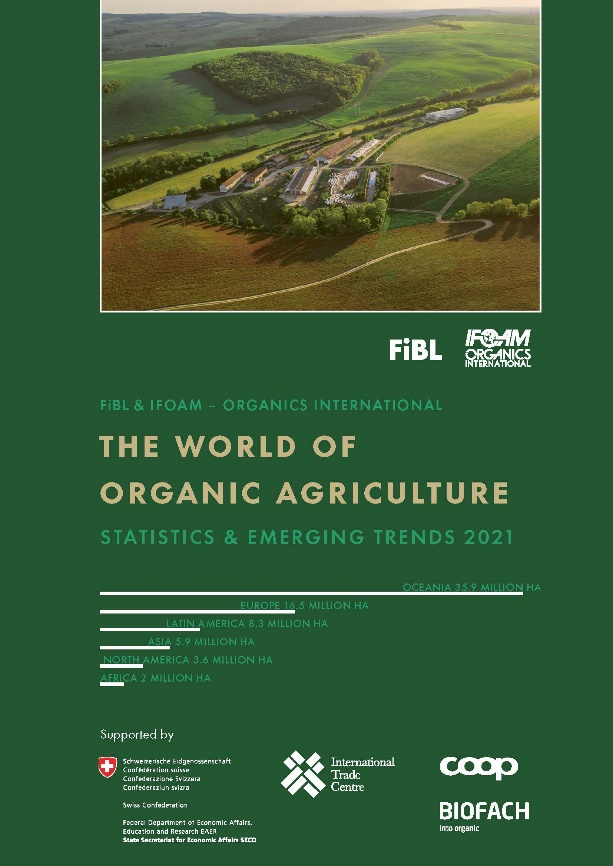 FiBL
IFOAM
ORGANICS
INTERNATIONAL
FiBL & IFOAM – ORGANICS INTERNATIONAL
THE WORLD OF
ORGANIC AGRICULTURE
STATISTICS & EMERGING TRENDS 2021
OCEANIA 35.9 MILLION HA
EUROPE 16.5 MILLION HA
LATIN AMERICA 8.3 MILLION HA
ASIA 5.9 MILLION HA
NORTH AMERICA 3.6 MILLION HA
AFRICA 2 MILLION HA
Supported by
Schweizerische Eidgenossenschaft
Confédération suisse
Confederazione Svizzera
Confederaziun svizra
Swiss Confederation
Federal Department of Economic Affairs,
Education and Research EAER
State Secretariat for Economic Affairs SECO
International
Trade
Centre
coop
BIOFACH
into organic